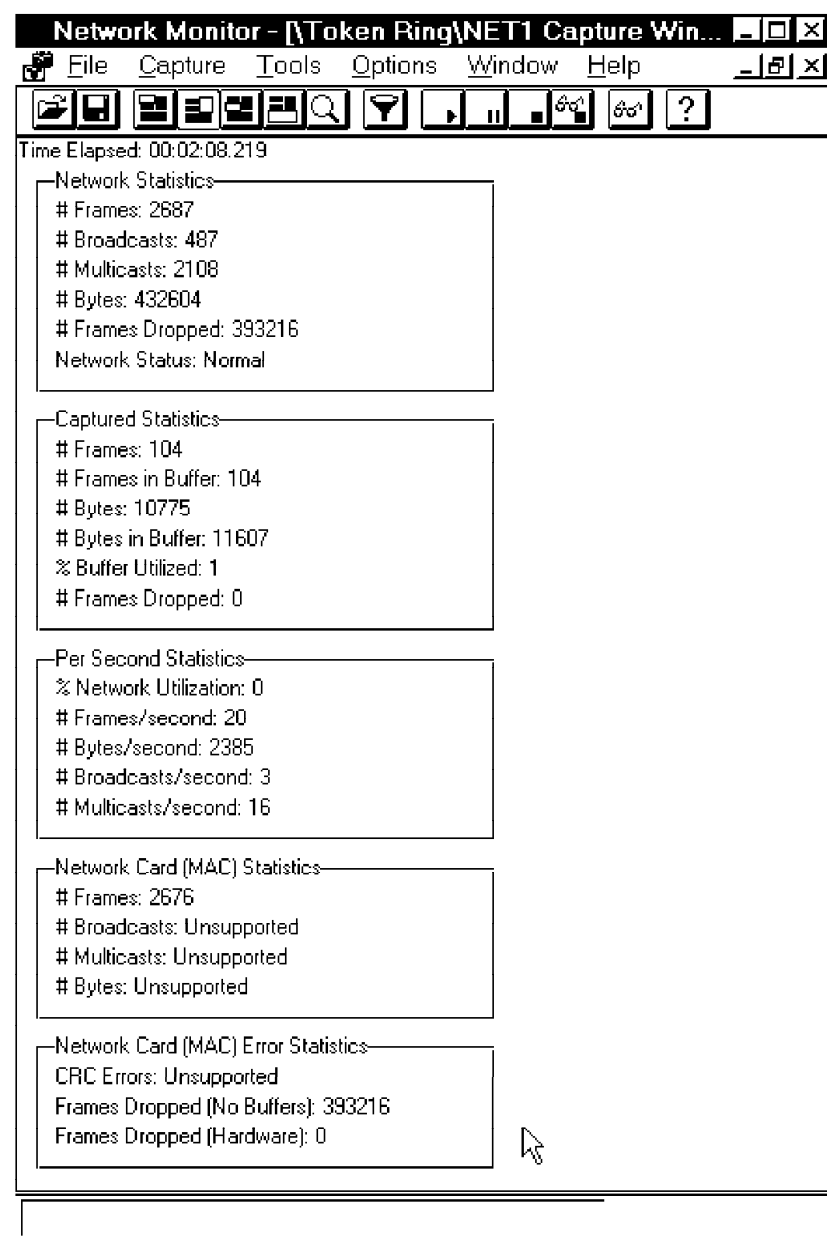 Network Monitor - [\Token Ring\NET1 Capture Win...
File Capture Tools Options Window Help
?
Time Elapsed: 00:02:08.219
Network Statistics
# Frames: 2687
# Broadcasts: 487
# Multicasts: 2108
# Bytes: 432604
# Frames Dropped: 393216
Network Status: Normal
Captured Statistics
# Frames: 104
# Frames in Buffer: 104
# Bytes: 10775
# Bytes in Buffer: 11607
% Buffer Utilized: 1
# Frames Dropped: 0
Per Second Statistics
% Network Utilization: 0
# Frames/second: 20
# Bytes/second: 2385
# Broadcasts/second: 3
# Multicasts/second: 16
Network Card (MAC) Statistics
# Frames: 2676
# Broadcasts: Unsupported
# Multicasts: Unsupported
# Bytes: Unsupported
Network Card (MAC) Error Statistics
CRC Errors: Unsupported
Frames Dropped (No Buffers): 393216
Frames Dropped (Hardware): 0